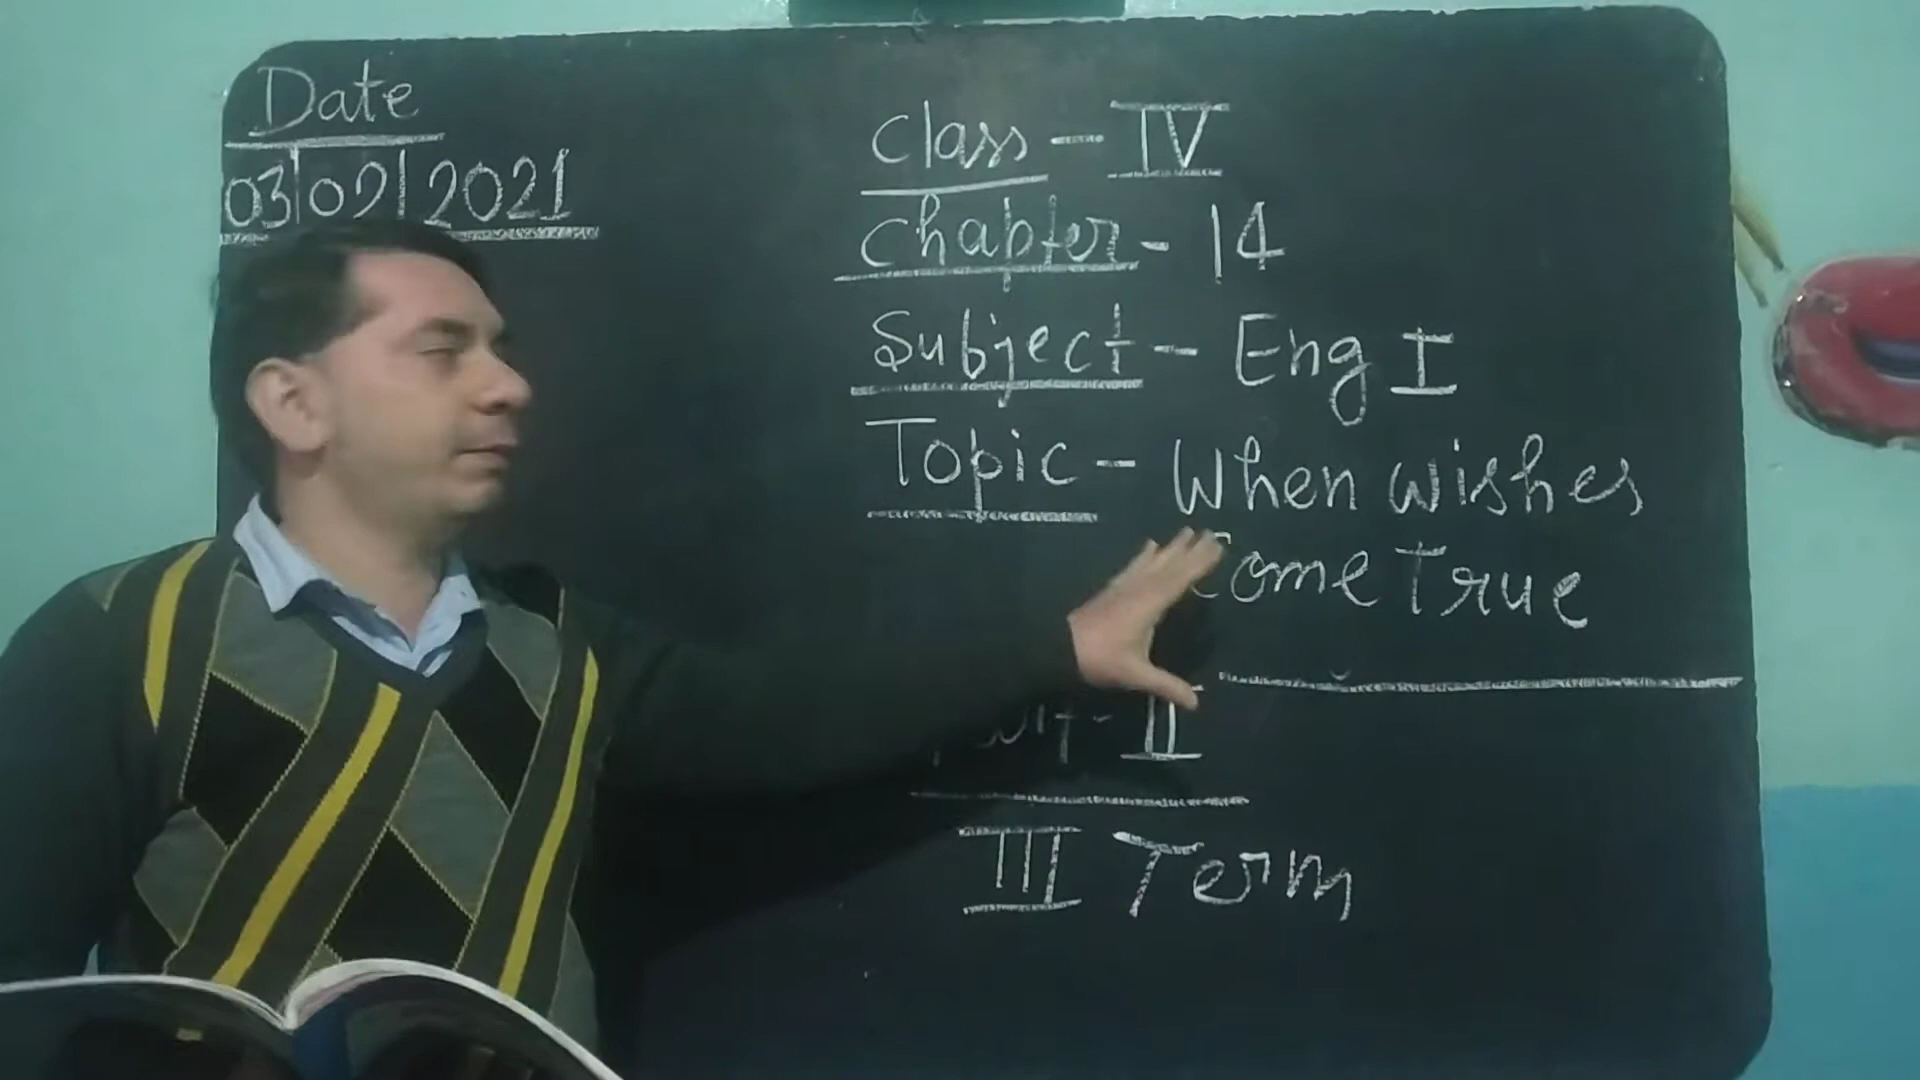 Date
03|02|2021
Class - IV
Chapter - 14
Subject - Eng I
Topic - When wishes
Come True
- II
III Term